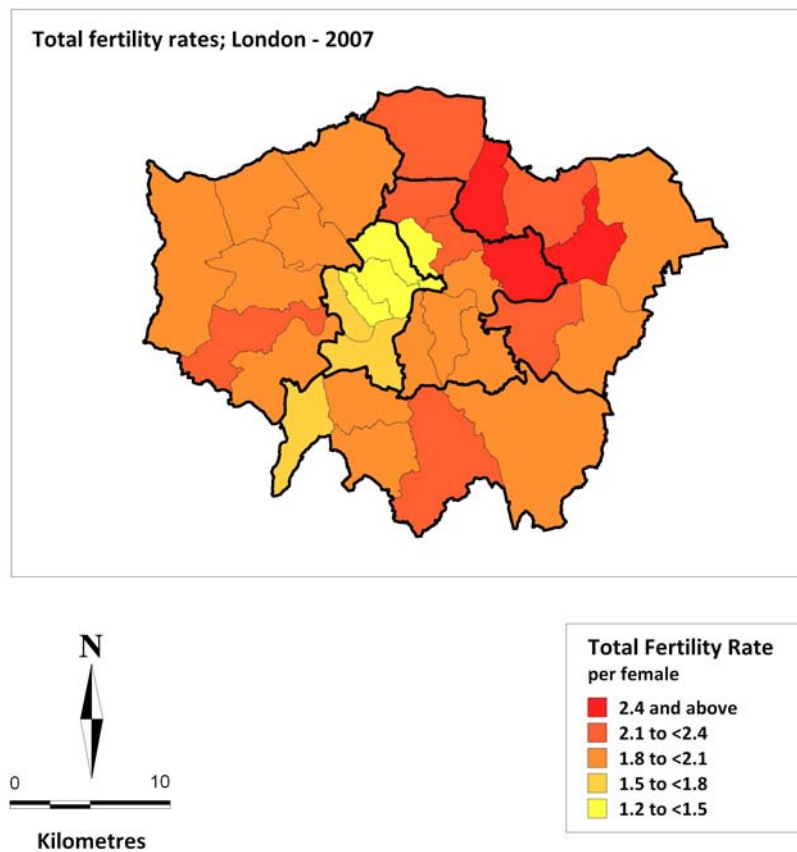 Total fertility rates; London - 2007
N
0 10
Kilometres
Total Fertility Rate
per female
2.4 and above
2.1 to <2.4
1.8 to <2.1
1.5 to <1.8
1.2 to <1.5